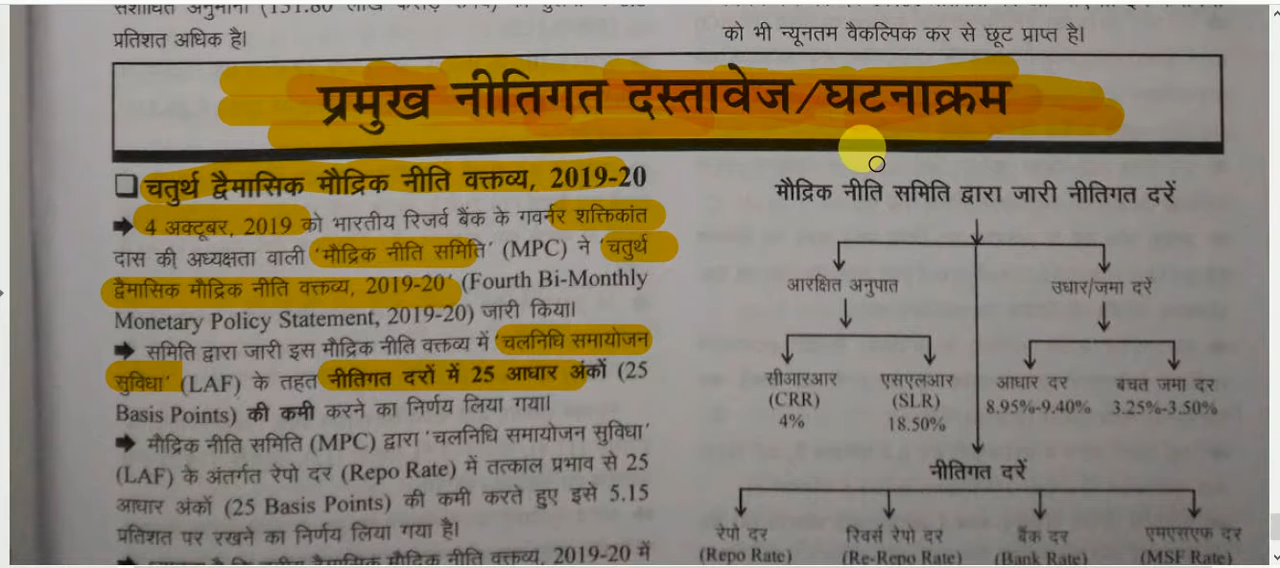 प्रतिशत अधिक है।
को भी न्यूनतम वैकल्पिक कर से छूट प्राप्त है।
प्रमुख नीतिगत दस्तावेज/घटनाक्रम
❑ चतुर्थ द्वैमासिक मौद्रिक नीति वक्तव्य, 2019-20
➡ 4 अक्टूबर, 2019 को भारतीय रिजर्व बैंक के गवर्नर शक्तिकांत
दास की अध्यक्षता वाली 'मौद्रिक नीति समिति' (MPC) ने 'चतुर्थ
द्वैमासिक मौद्रिक नीति वक्तव्य, 2019-20' (Fourth Bi-Monthly
Monetary Policy Statement, 2019-20) जारी किया।
➡ समिति द्वारा जारी इस मौद्रिक नीति वक्तव्य में 'चलनिधि समायोजन
सुविधा' (LAF) के तहत नीतिगत दरों में 25 आधार अंकों (25
Basis Points) की कमी करने का निर्णय लिया गया।
➡ मौद्रिक नीति समिति (MPC) द्वारा 'चलनिधि समायोजन सुविधा'
(LAF) के अंतर्गत रेपो दर (Repo Rate) में तत्काल प्रभाव से 25
आधार अंकों (25 Basis Points) की कमी करते हुए इसे 5.15
प्रतिशत पर रखने का निर्णय लिया गया है।
द्वैमासिक मौद्रिक नीति वक्तव्य, 2019-20 में
मौद्रिक नीति समिति द्वारा जारी नीतिगत दरें
आरक्षित अनुपात
उधार/जमा दरें
सीआरआर
(CRR)
4%
एसएलआर
(SLR)
18.50%
आधार दर
8.95%-9.40%
बचत जमा दर
3.25%-3.50%
नीतिगत दरें
रेपो दर
(Repo Rate)
रिवर्स रेपो दर
(Re-Repo Rate)
बैंक दर
(Bank Rate)
एमएसएफ दर
(MSF Rate)